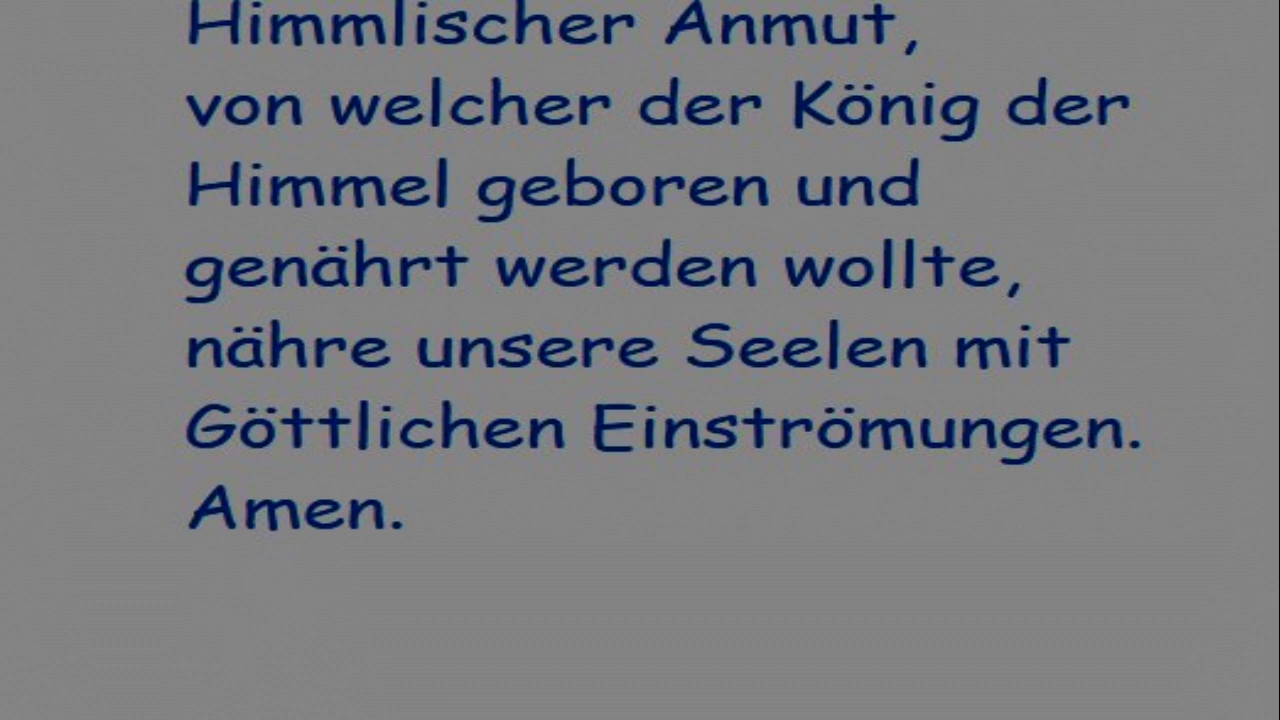 Himmlischer Anmut,
von welcher der König der
Himmel geboren und
genährt werden wollte,
nähre unsere Seelen mit
Göttlichen Einströmungen.
Amen.